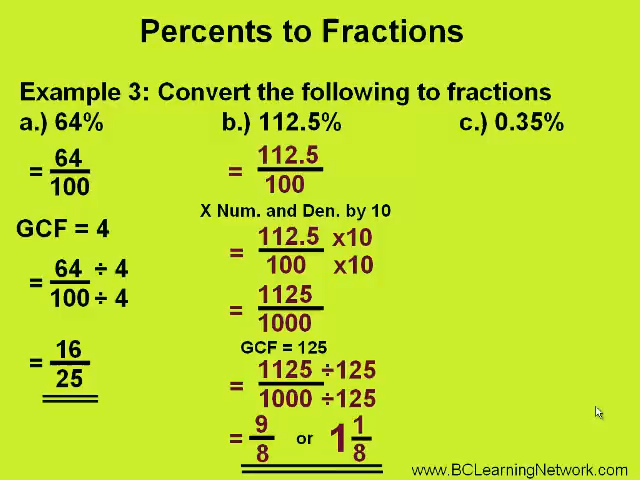 Percents to Fractions
Example 3: Convert the following to fractions
a.) 64% b.) 112.5% c.) 0.35%
= 64/100
GCF = 4
= 64 ÷ 4 / 100 ÷ 4
= 16/25
= 112.5/100
X Num. and Den. by 10
= 112.5 x10 / 100 x10
= 1125/1000
GCF = 125
= 1125 ÷125 / 1000 ÷125
= 9/8 or 1 1/8
www.BCLearningNetwork.com